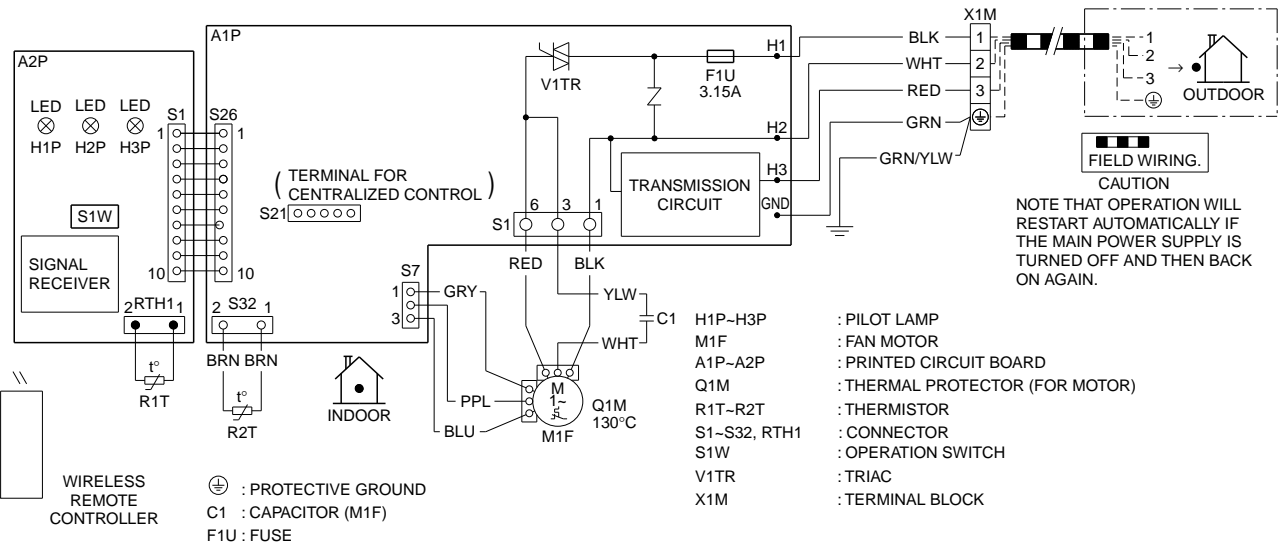 A2P
LED LED LED
H1P H2P H3P
S1W
SIGNAL
RECEIVER
S1
1
10
2 RTH1 1
t°
R1T
A1P
S26
1
10
(TERMINAL FOR
CENTRALIZED CONTROL)
S21
2 S32 1
BRN BRN
t°
R2T
V1TR
F1U
3.15A
H1
H2
H3
GND
TRANSMISSION
CIRCUIT
S1
6 3 1
RED BLK
YLW
C1
WHT
S7
1
3
GRY
PPL
BLU
M
1~
M1F
Q1M
130°C
INDOOR
X1M
BLK 1
WHT 2
RED 3
GRN
GRN/YLW
1
2
3
OUTDOOR
FIELD WIRING.
CAUTION
NOTE THAT OPERATION WILL
RESTART AUTOMATICALLY IF
THE MAIN POWER SUPPLY IS
TURNED OFF AND THEN BACK
ON AGAIN.
WIRELESS
REMOTE
CONTROLLER
: PROTECTIVE GROUND
C1 : CAPACITOR (M1F)
F1U : FUSE
H1P~H3P : PILOT LAMP
M1F : FAN MOTOR
A1P~A2P : PRINTED CIRCUIT BOARD
Q1M : THERMAL PROTECTOR (FOR MOTOR)
R1T~R2T : THERMISTOR
S1~S32, RTH1 : CONNECTOR
S1W : OPERATION SWITCH
V1TR : TRIAC
X1M : TERMINAL BLOCK